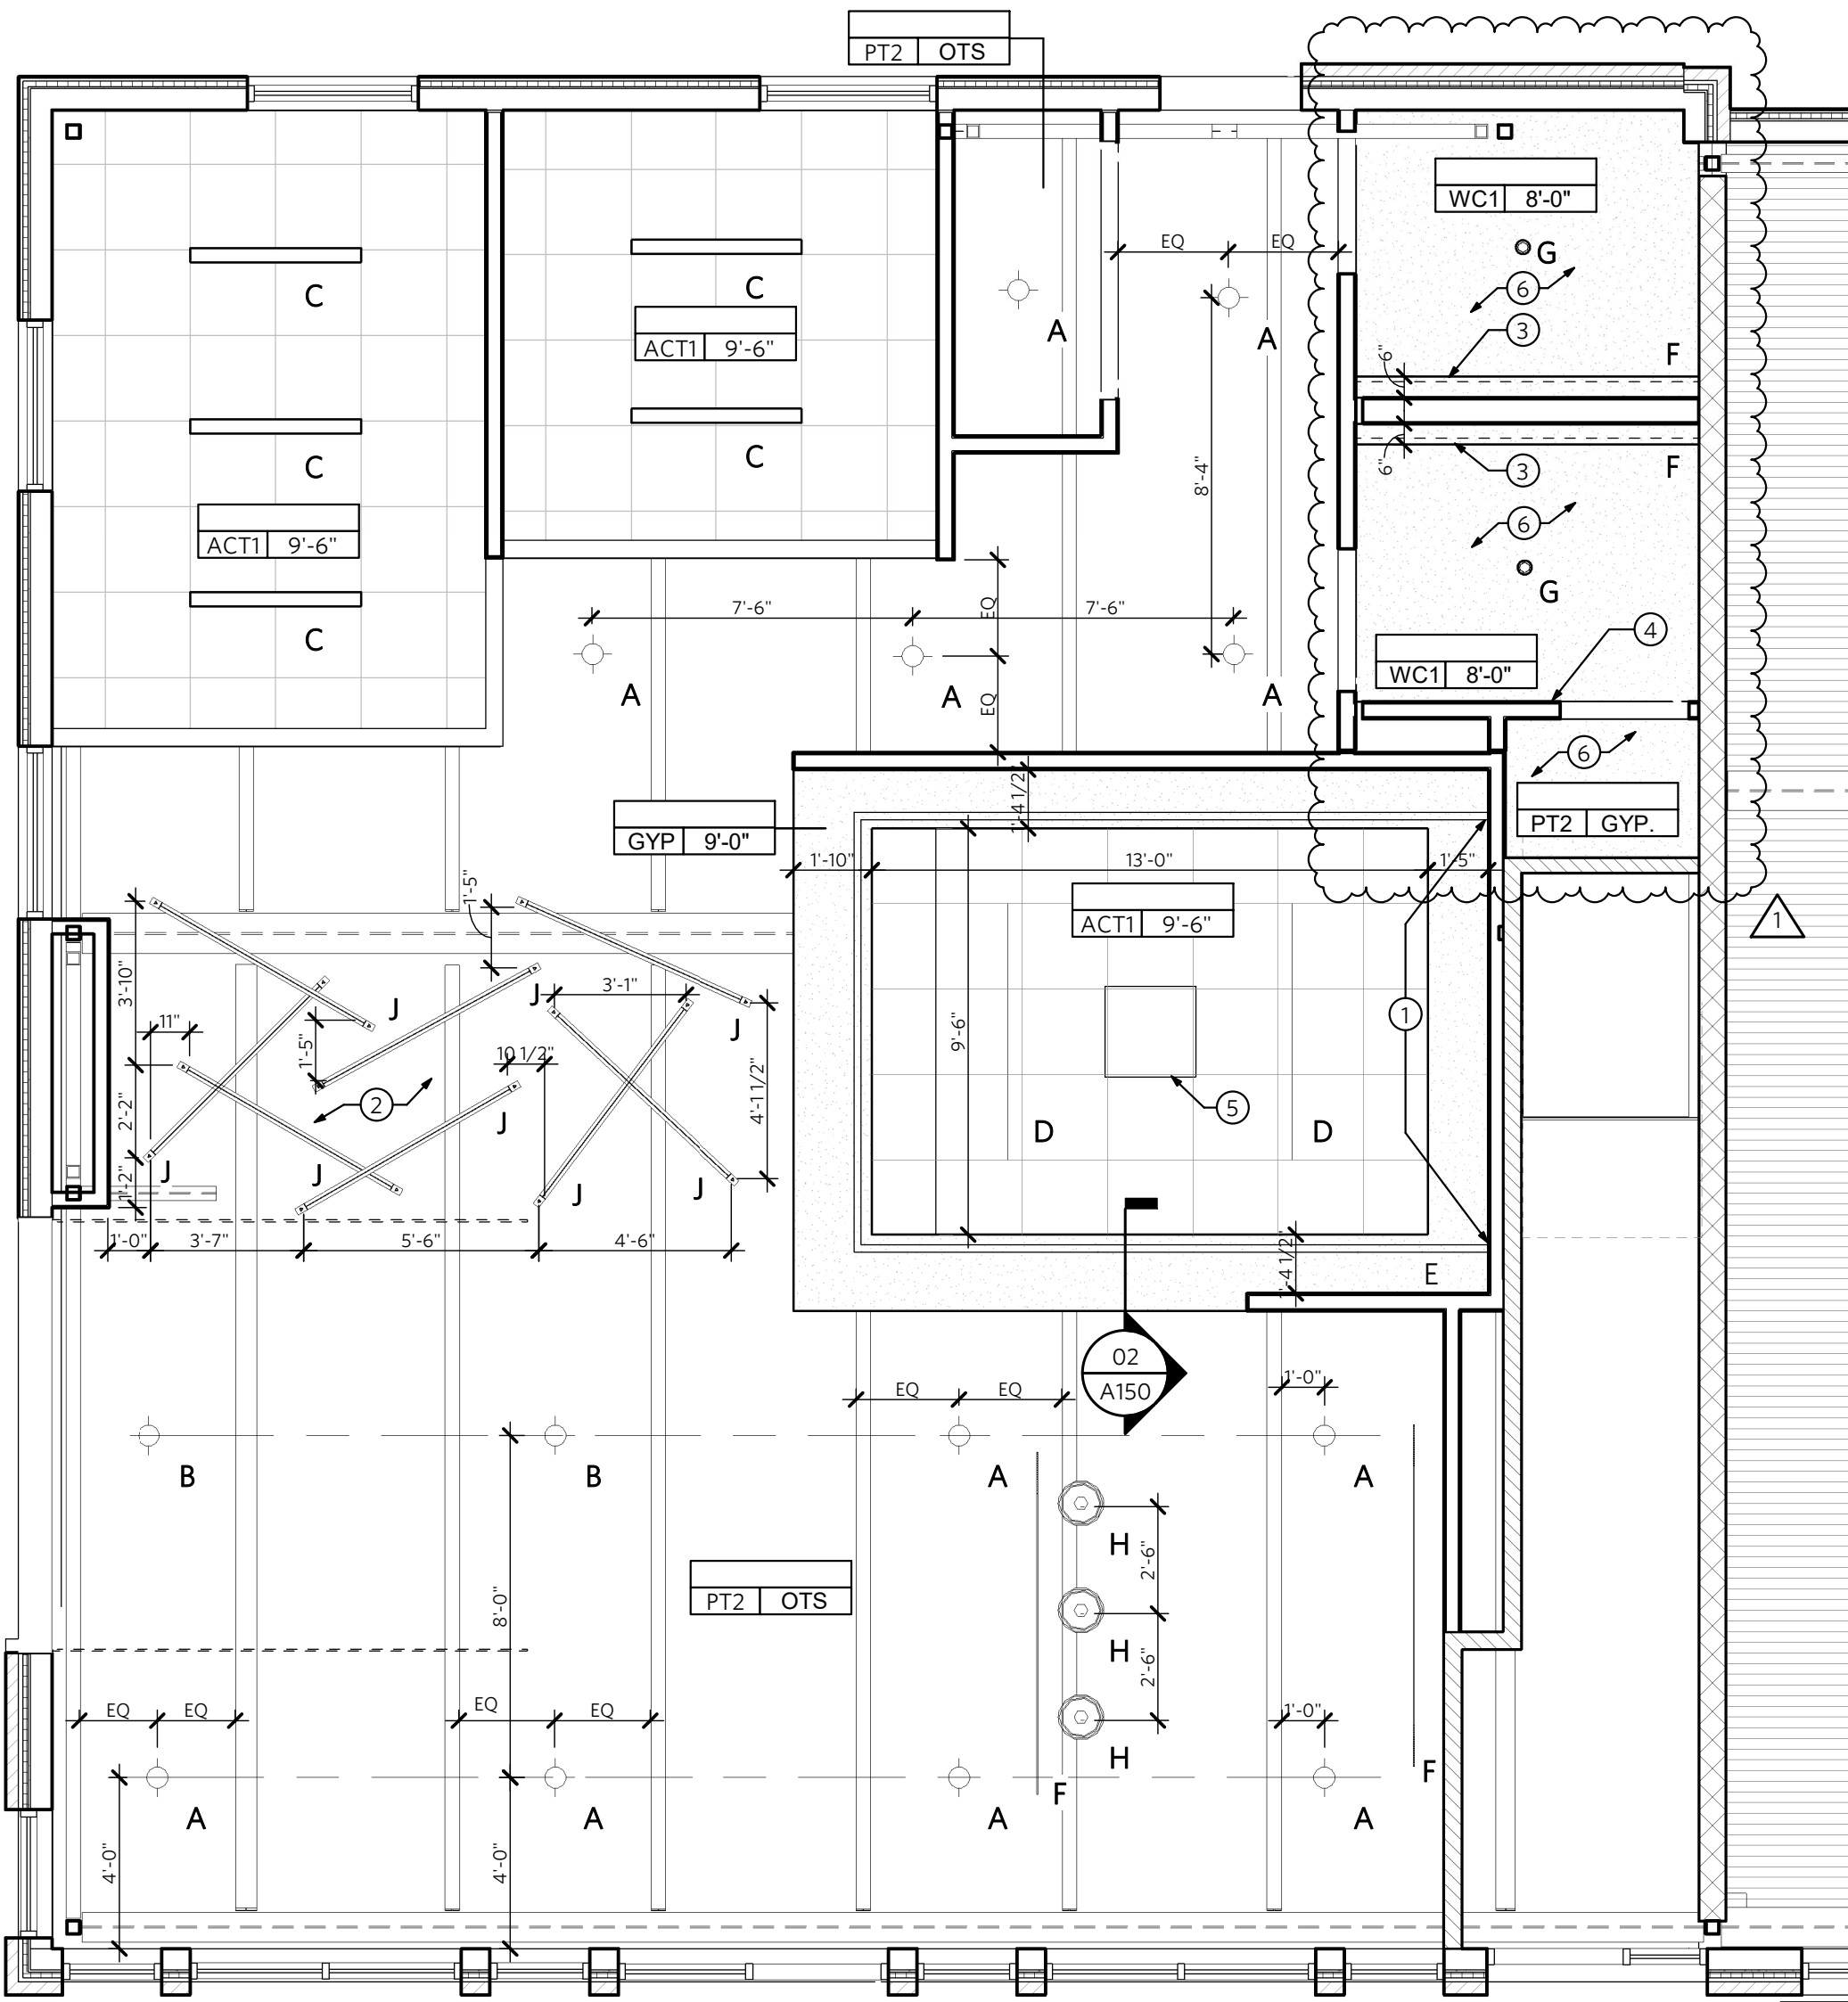 PT2 OTS
WC1 8'-0"
G
6
3
F
6"
6"
3
F
6
G
4
WC1 8'-0"
6
PT2 GYP.
1
C
C
ACT1 9'-6"
C
C
ACT1 9'-6"
C
EQ EQ
A
A
8'-4"
7'-6" 7'-6"
EQ
EQ
A
A
A
GYP 9'-0"
1'-4 1/2"
1'-10" 13'-0" 1'-5"
ACT1 9'-6"
9'-6"
1
5
D
D
1'-4 1/2"
E
1'-5"
3'-10"
J
J
3'-1"
J
11"
1'-5"
10 1/2"
4'-1 1/2"
2
2'-2"
J
J
J
J
J
1'-2"
1'-0" 3'-7" 5'-6" 4'-6"
02
A150
EQ EQ
1'-0"
B
B
A
A
H
2'-6"
8'-0"
PT2 OTS
H
2'-6"
EQ EQ
EQ EQ
1'-0"
H
F
F
A
A
A
A
4'-0"
4'-0"